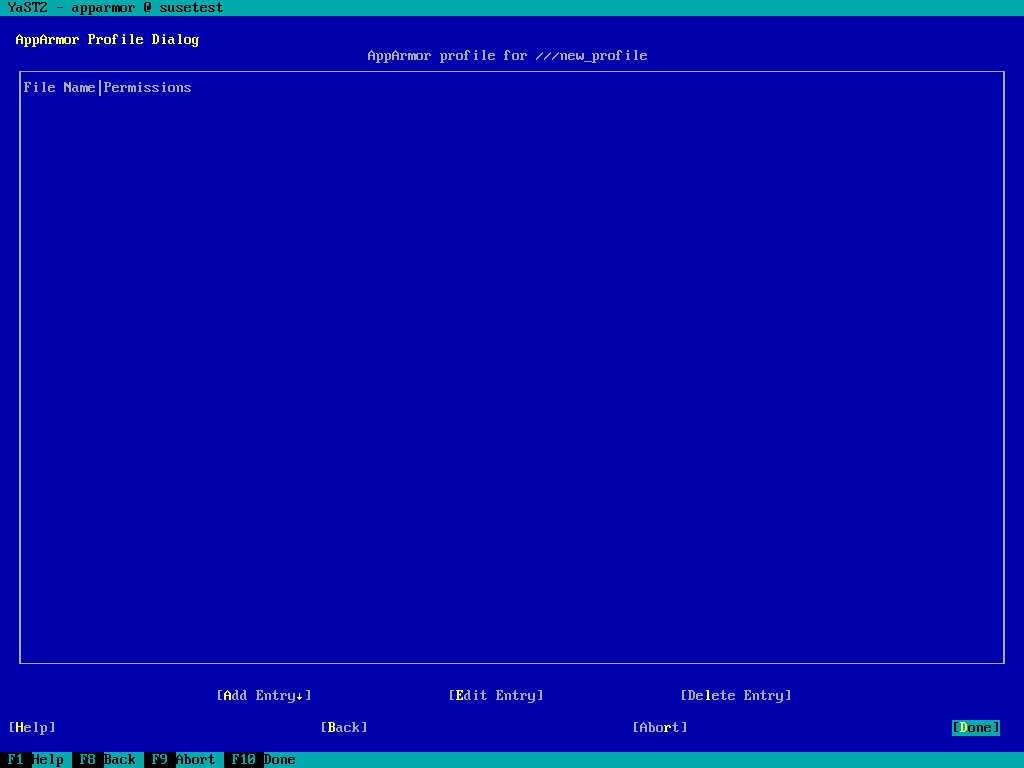 YaST2 - apparmor @ susetest
AppArmor Profile Dialog
AppArmor profile for ///new_profile
File Name|Permissions
[Add Entry↓] [Edit Entry] [Delete Entry]
[Help] [Back] [Abort] [Done]
F1 Help F8 Back F9 Abort F10 Done